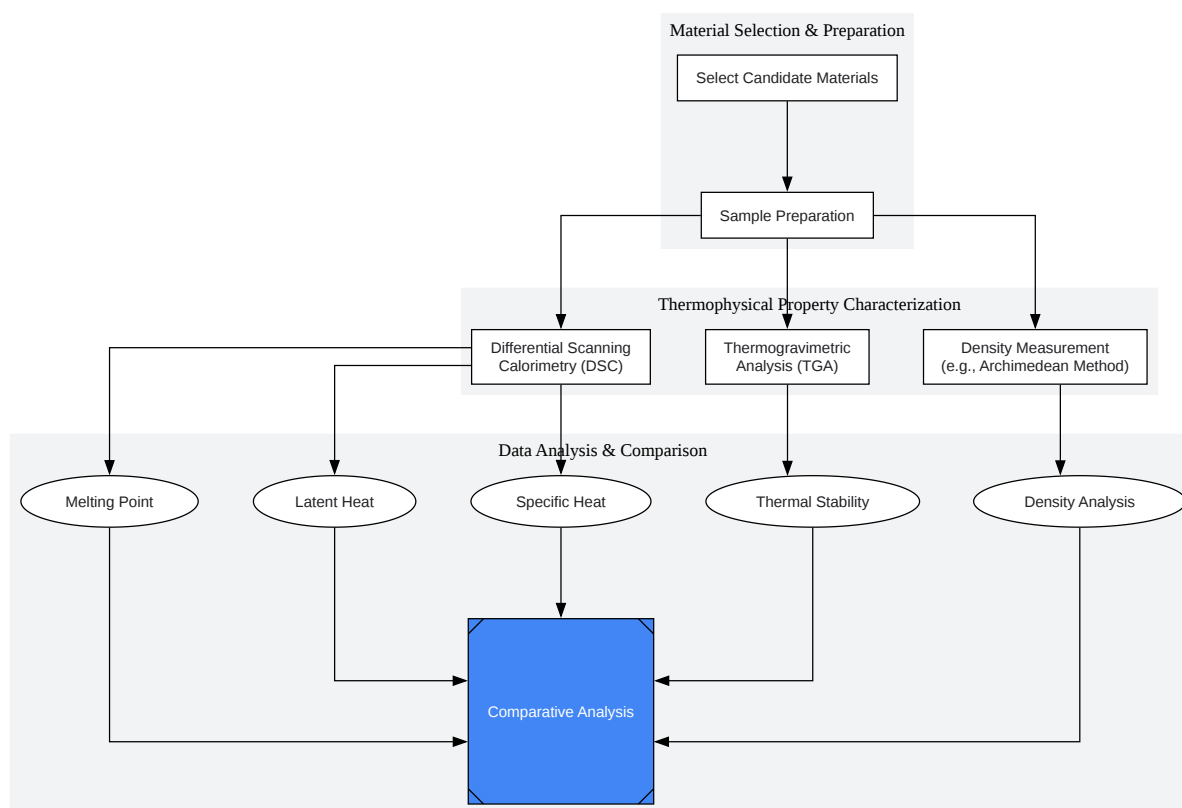 Material Selection & Preparation
Select Candidate Materials
Sample Preparation
Thermophysical Property Characterization
Differential Scanning
Calorimetry (DSC)
Thermogravimetric
Analysis (TGA)
Density Measurement
(e.g., Archimedean Method)
Data Analysis & Comparison
Melting Point
Latent Heat
Specific Heat
Thermal Stability
Density Analysis
Comparative Analysis